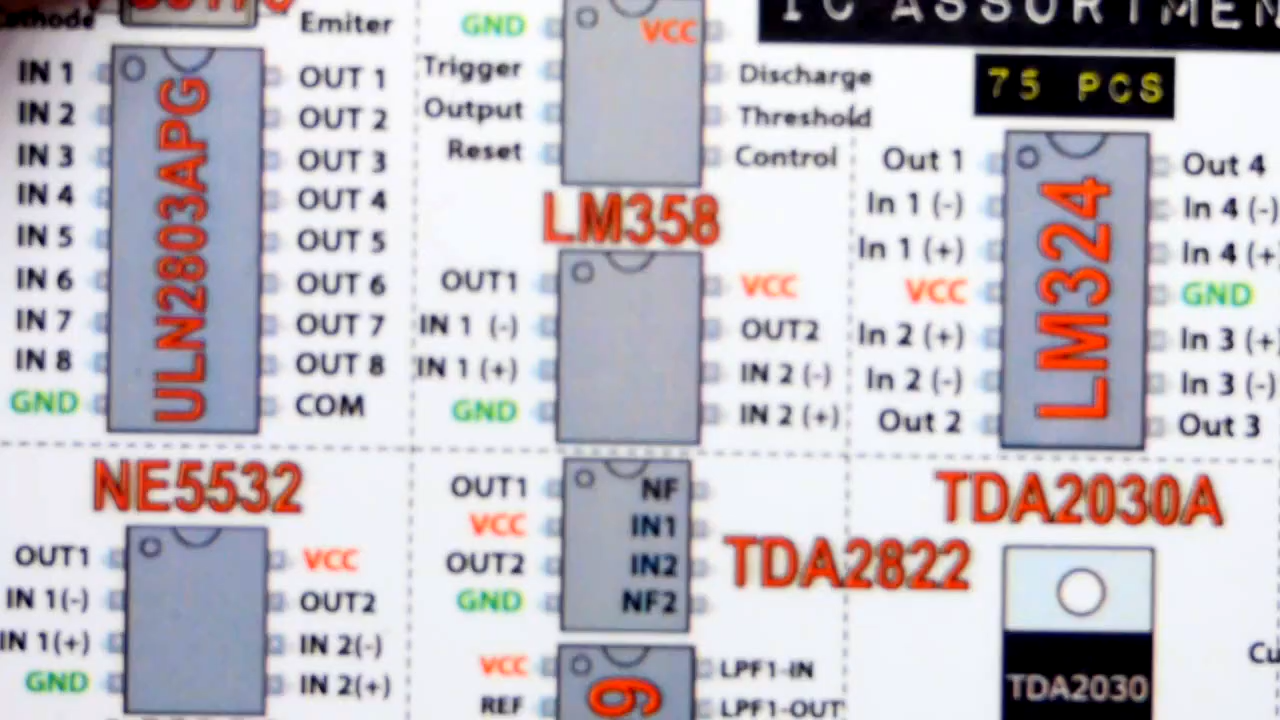 Emiter
IN 1
IN 2
IN 3
IN 4
IN 5
IN 6
IN 7
IN 8
GND
ULN2803APG
OUT 1
OUT 2
OUT 3
OUT 4
OUT 5
OUT 6
OUT 7
OUT 8
COM
GND
Trigger
Output
Reset
VCC
Discharge
Threshold
Control
LM358
OUT1
IN 1 (-)
IN 1 (+)
GND
VCC
OUT2
IN 2 (-)
IN 2 (+)
IC ASSORTMEN
75 PCS
Out 1
In 1 (-)
In 1 (+)
VCC
In 2 (+)
In 2 (-)
Out 2
LM324
Out 4
In 4 (-)
In 4 (+
GND
In 3 (+
In 3 (-)
Out 3
NE5532
OUT1
IN 1(-)
IN 1(+)
GND
VCC
OUT2
IN 2(-)
IN 2(+)
OUT1
VCC
OUT2
GND
NF
IN1
IN2
NF2
TDA2822
VCC
REF
LPF1-IN
LPF1-OUT
TDA2030A
TDA2030
Cu